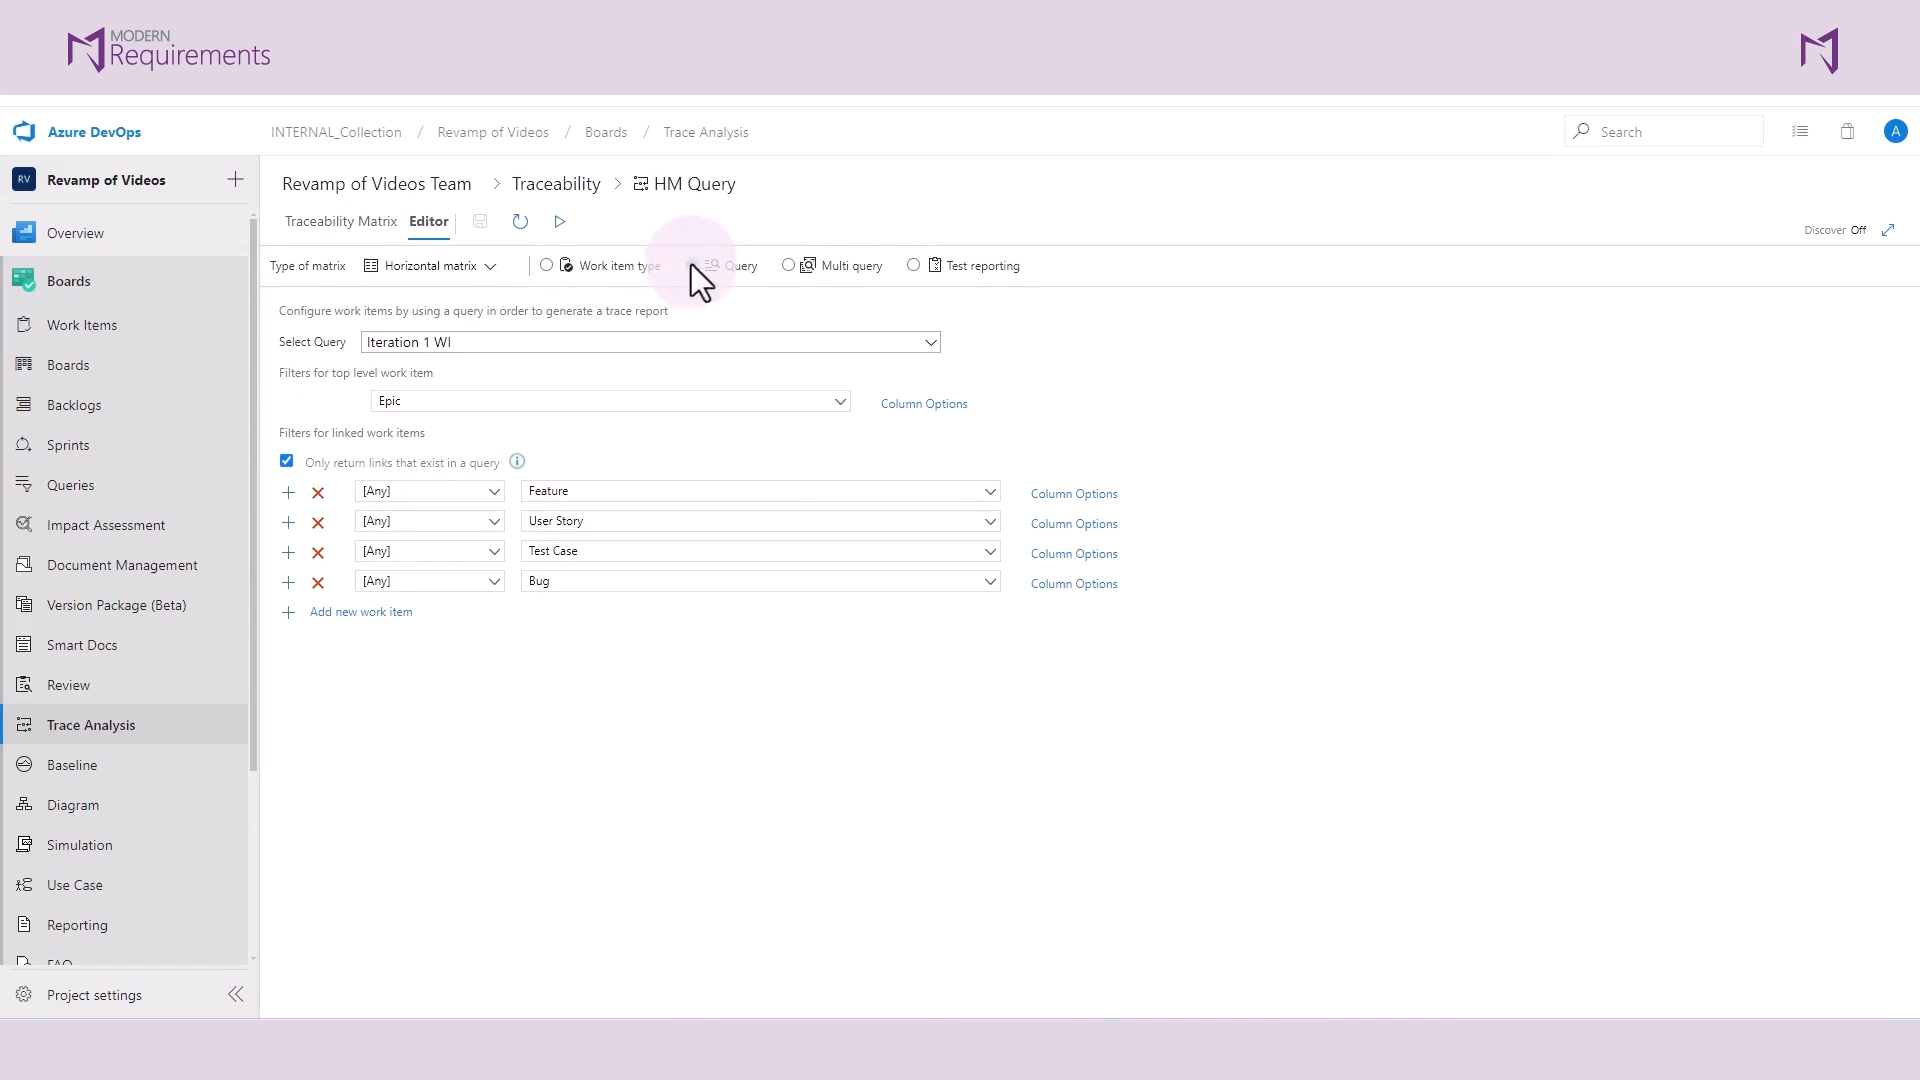 MODERN
Requirements
Azure DevOps
INTERNAL_Collection / Revamp of Videos / Boards / Trace Analysis
Search
A
RV Revamp of Videos
Revamp of Videos Team > Traceability > HM Query
Traceability Matrix Editor
Discover Off
Type of matrix Horizontal matrix Work item type Query Multi query Test reporting
Configure work items by using a query in order to generate a trace report
Select Query Iteration 1 WI
Filters for top level work item
Epic Column Options
Filters for linked work items
Only return links that exist in a query
[Any] Feature Column Options
[Any] User Story Column Options
[Any] Test Case Column Options
[Any] Bug Column Options
Add new work item
Overview
Boards
Work Items
Boards
Backlogs
Sprints
Queries
Impact Assessment
Document Management
Version Package (Beta)
Smart Docs
Review
Trace Analysis
Baseline
Diagram
Simulation
Use Case
Reporting
FAQ
Project settings